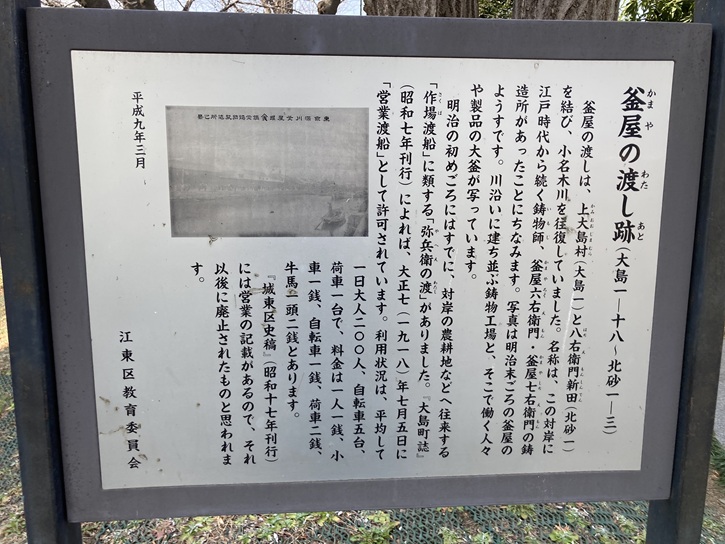 釜屋の渡し跡(大島一—十八～北砂一—三)
かまや わた あと
釜屋の渡しは、上大島村(大島一)と八右衛門新田(北砂一)
を結び、小名木川を往復していました。名称は、この対岸に
江戸時代から続く鋳物師、釜屋六右衛門・釜屋七右衛門の鋳
造所があったことにちなみます。写真は明治末ごろの釜屋の
ようすです。川沿いに建ち並ぶ鋳物工場と、そこで働く人々
や製品の大釜が写っています。
明治の初めごろにはすでに、対岸の農耕地などへ往来する
「作場渡船」に類する「弥兵衛の渡」がありました。『大島町誌』
(昭和七年刊行)によれば、大正七(一九一八)年七月五日に
「営業渡船」として許可されています。利用状況は、平均して
一日大人二〇〇人、自転車五台、
荷車一台で、料金は一人一銭、小
車一銭、自転車一銭、荷車二銭、
牛馬一頭二銭とあります。
『城東区史稿』(昭和十七年刊行)
には営業の記載があるので、それ
以後に廃止されたものと思われま
す。
江東区教育委員会
平成九年三月